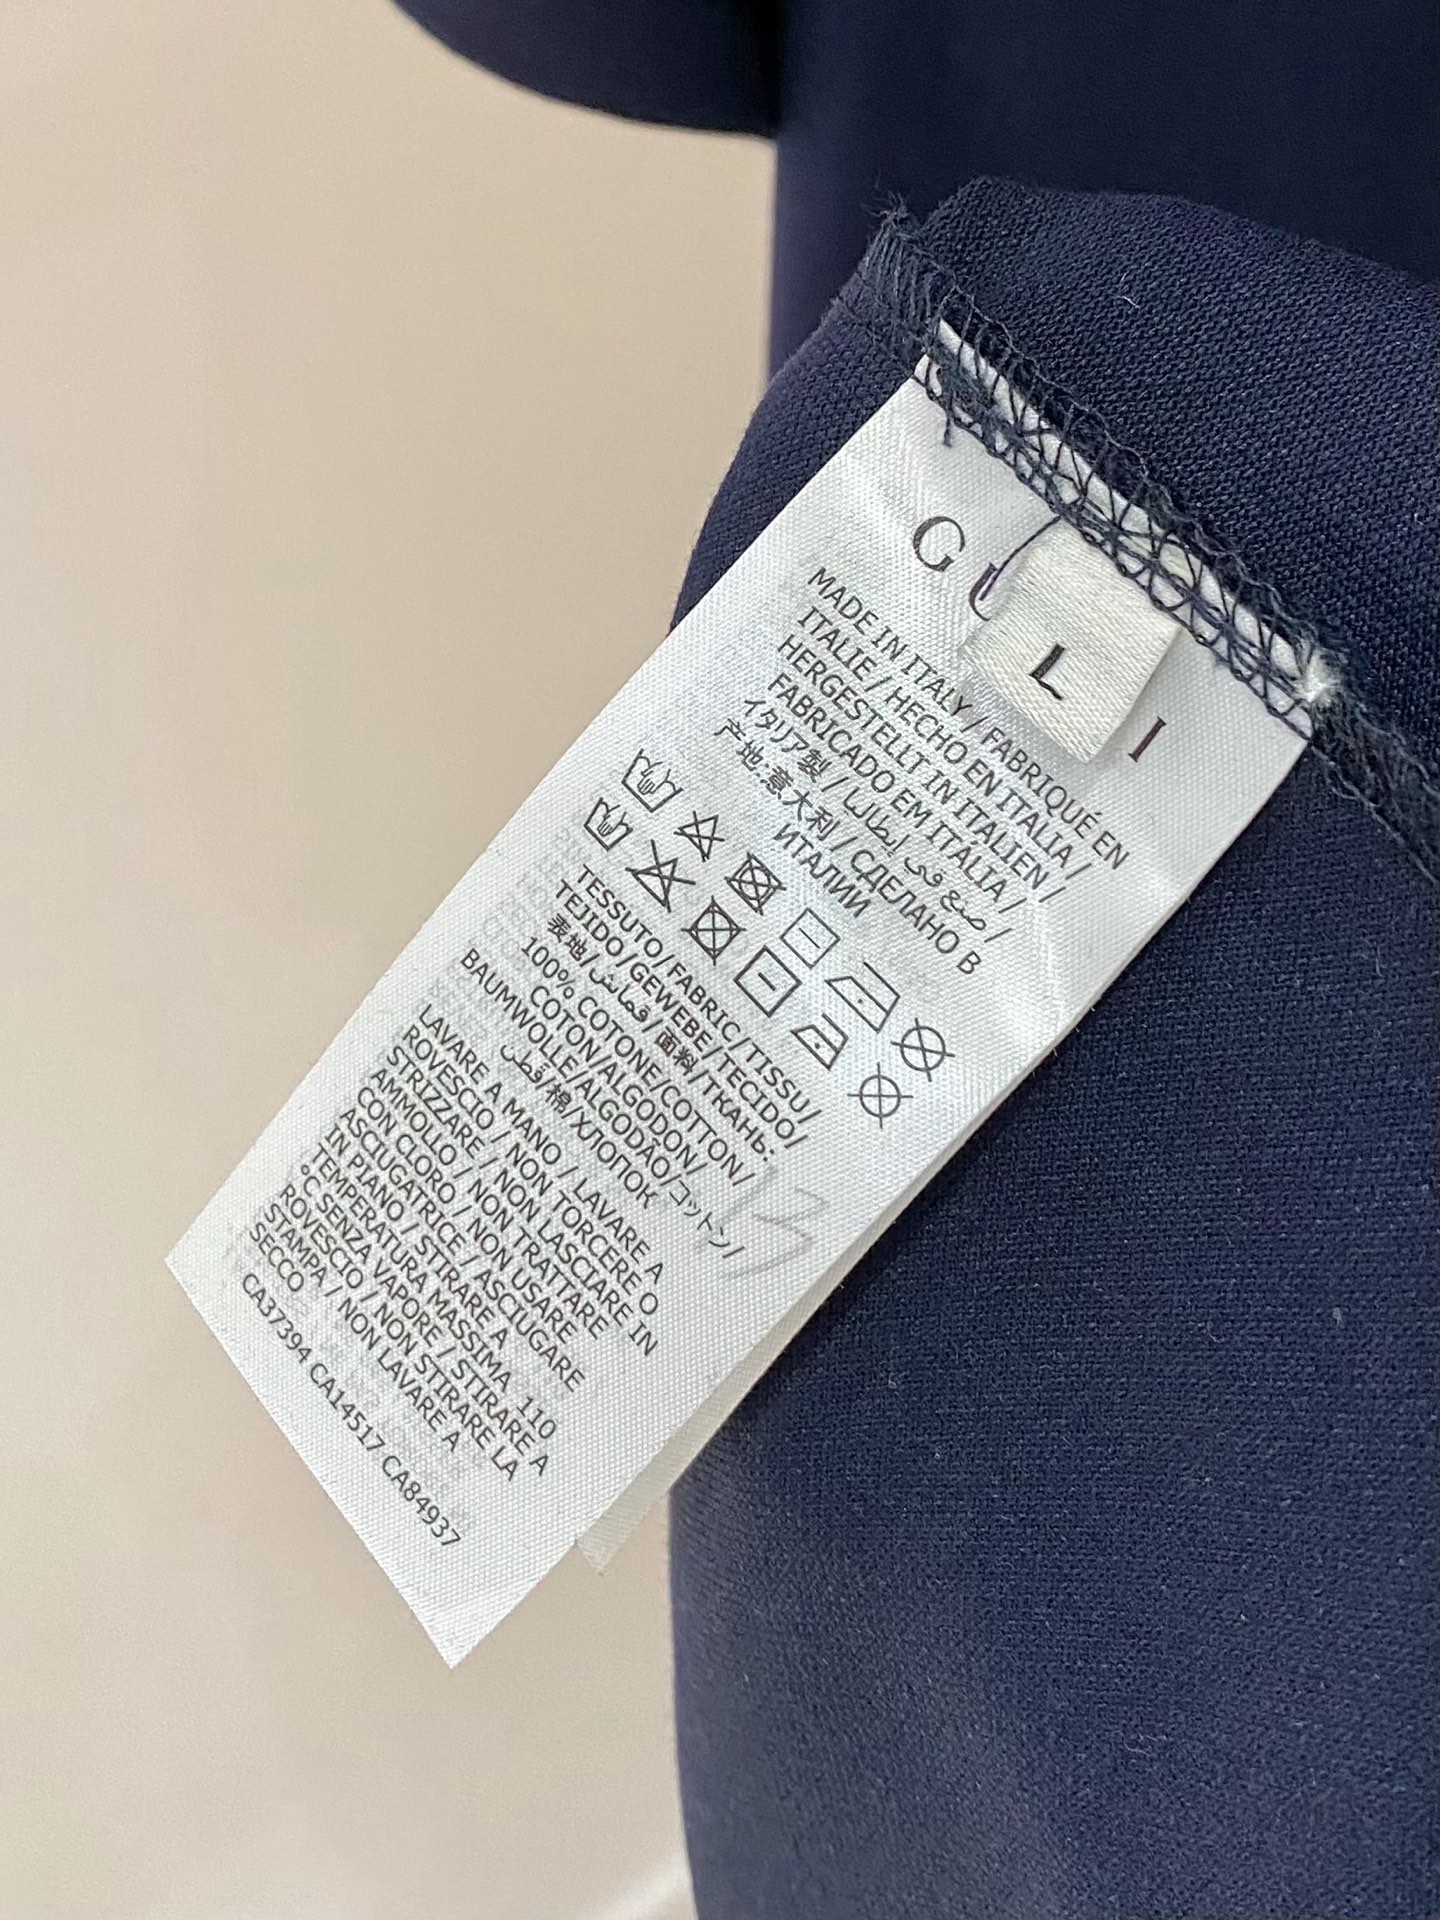 G U I
L
MADE IN ITALY / FABRIQUÉ EN
ITALIE / HECHO EN ITALIA /
HERGESTELLT IN ITALIEN /
FABRICADO EM ITÁLIA /
イタリア製 / صنع في إيطاليا /
产地:意大利 / СДЕЛАНО В
ИТАЛИИ
TESSUTO/FABRIC/TISSU/
TEJIDO/GEWEBE/TECIDO/
表地/قماش/面料/ТКАНЬ:
100% COTONE/COTTON/
COTON/ALGODON/
BAUMWOLLE/ALGODÃO/コットン/
قطن/棉/ХЛОПОК
13
LAVARE A MANO / LAVARE A
ROVESCIO / NON TORCERE O
STRIZZARE / NON LASCIARE IN
AMMOLLO / NON TRATTARE
CON CLORO / NON USARE
ASCIUGATRICE / ASCIUGARE
IN PIANO / STIRARE A
TEMPERATURA MASSIMA 110
°C SENZA VAPORE / STIRARE A
ROVESCIO / NON STIRARE LA
STAMPA / NON LAVARE A
SECCO
CA37394 CA14517 CA84937